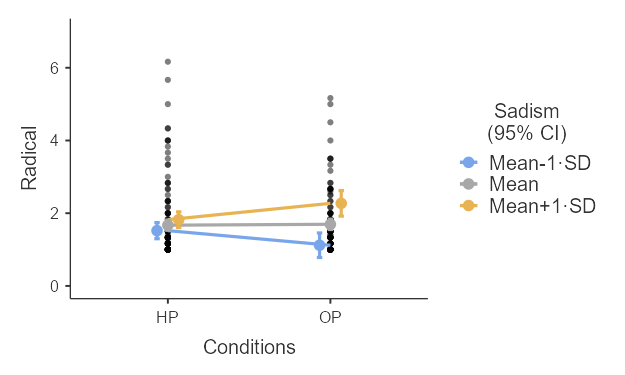 6
4
2
0
Radical
HP
OP
Conditions
Sadism
(95% CI)
Mean-1·SD
Mean
Mean+1·SD